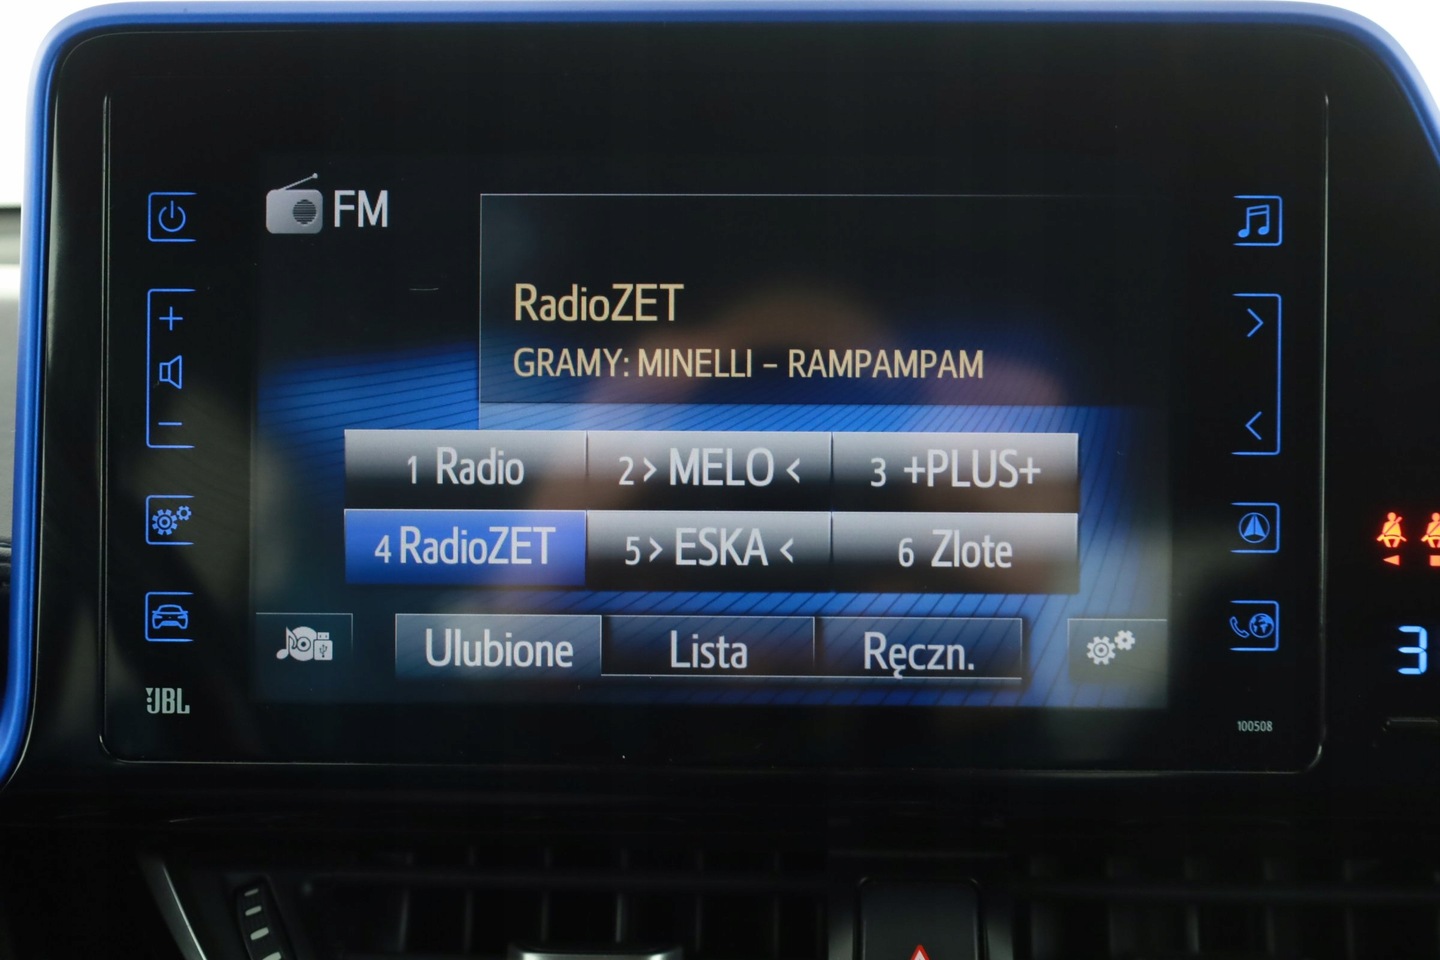 FM
RadioZET
GRAMY: MINELLI - RAMPAMPAM
1 Radio
2 > MELO <
3 +PLUS+
4 RadioZET
5 > ESKA <
6 Zlote
Ulubione
Lista
Ręczn.
JBL
100508
3